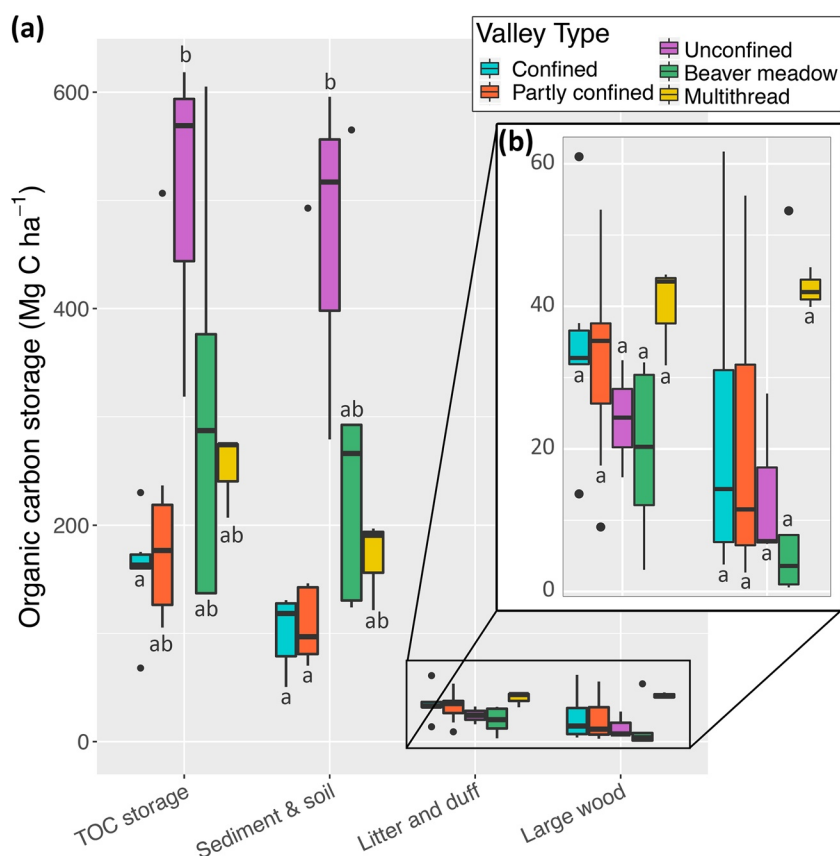 (a)
Valley Type
Confined
Partly confined
Unconfined
Beaver meadow
Multithread
Organic carbon storage (Mg C ha⁻¹)
600
400
200
0
b
b
a
ab
ab
ab
a
a
ab
ab
TOC storage
Sediment & soil
Litter and duff
Large wood
(b)
60
40
20
0
a
a
a
a
a
a
a
a
a
a